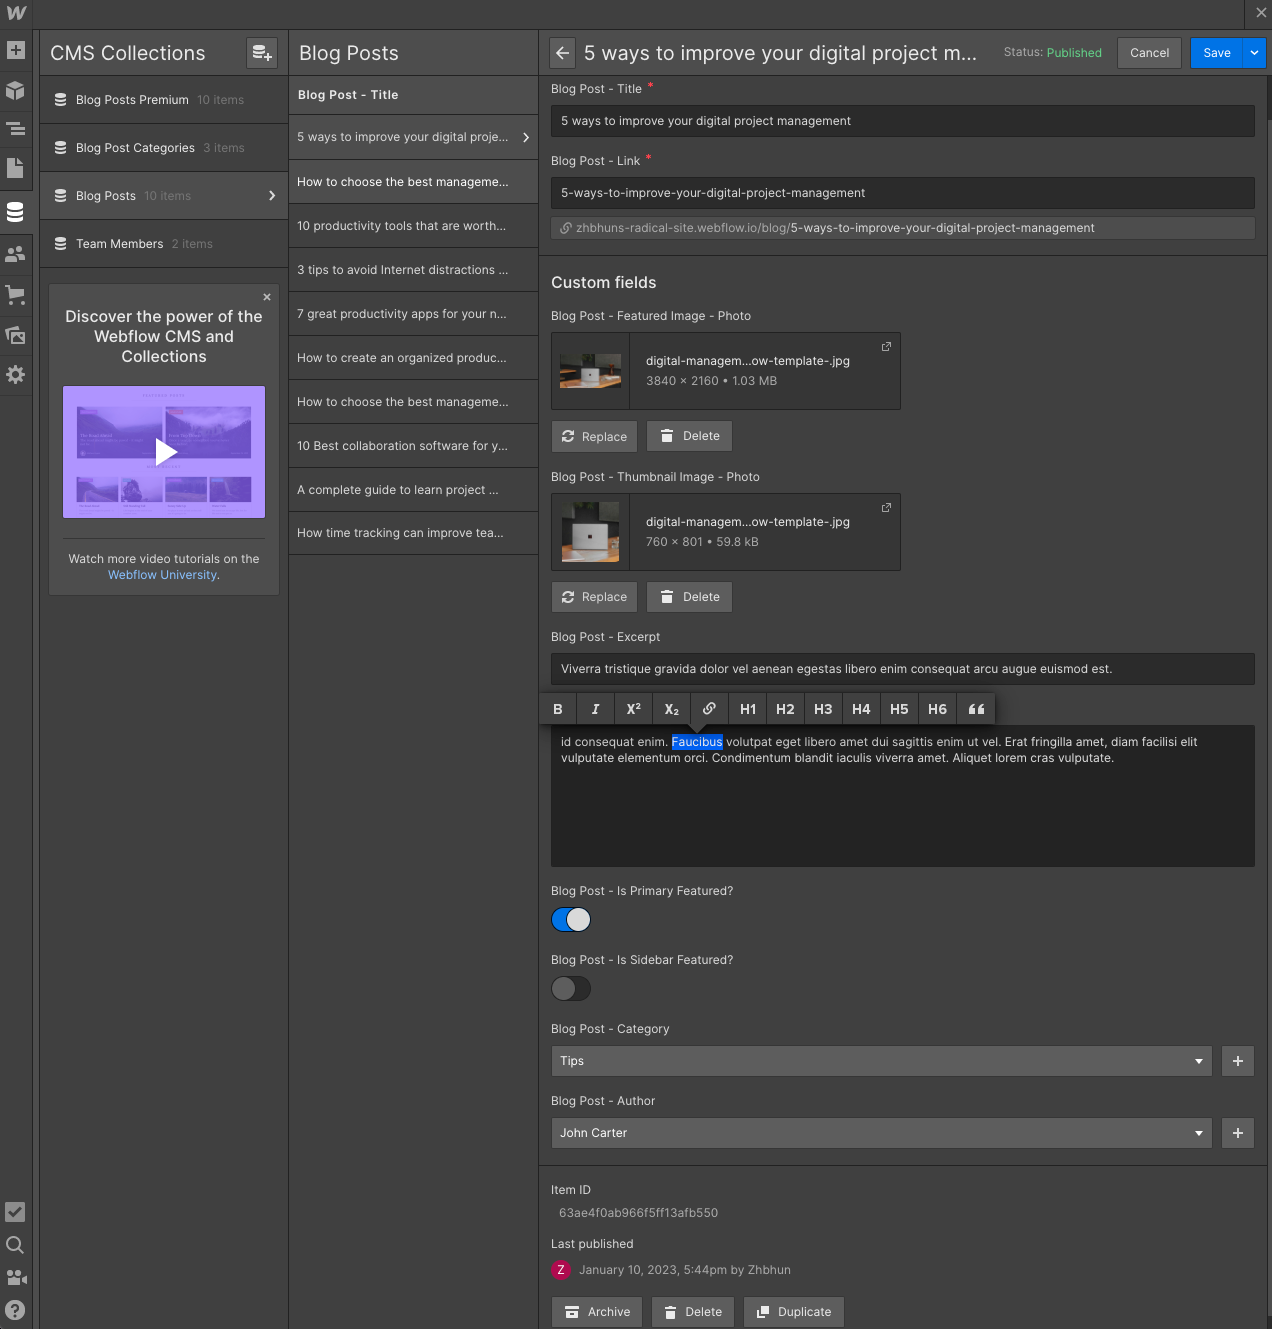 CMS Collections
Blog Posts Premium 10 items
Blog Post Categories 3 items
Blog Posts 10 items
Team Members 2 items
Discover the power of the
Webflow CMS and
Collections
Watch more video tutorials on the
Webflow University.
Blog Posts
Blog Post - Title
5 ways to improve your digital proje...
How to choose the best manageme...
10 productivity tools that are worth...
3 tips to avoid Internet distractions ...
7 great productivity apps for your n...
How to create an organized produc...
How to choose the best manageme...
10 Best collaboration software for y...
A complete guide to learn project ...
How time tracking can improve tea...
5 ways to improve your digital project m...
Status: Published
Cancel
Save
Blog Post - Title *
5 ways to improve your digital project management
Blog Post - Link *
5-ways-to-improve-your-digital-project-management
zhbhuns-radical-site.webflow.io/blog/5-ways-to-improve-your-digital-project-management
Custom fields
Blog Post - Featured Image - Photo
digital-managem...ow-template-.jpg
3840 × 2160 • 1.03 MB
Replace
Delete
Blog Post - Thumbnail Image - Photo
digital-managem...ow-template-.jpg
760 × 801 • 59.8 kB
Replace
Delete
Blog Post - Excerpt
Viverra tristique gravida dolor vel aenean egestas libero enim consequat arcu augue euismod est.
B I X² X₂ H1 H2 H3 H4 H5 H6
id consequat enim. Faucibus volutpat eget libero amet dui sagittis enim ut vel. Erat fringilla amet, diam facilisi elit
vulputate elementum orci. Condimentum blandit iaculis viverra amet. Aliquet lorem cras vulputate.
Blog Post - Is Primary Featured?
Blog Post - Is Sidebar Featured?
Blog Post - Category
Tips
Blog Post - Author
John Carter
Item ID
63ae4f0ab966f5ff13afb550
Last published
Z January 10, 2023, 5:44pm by Zhbhun
Archive
Delete
Duplicate